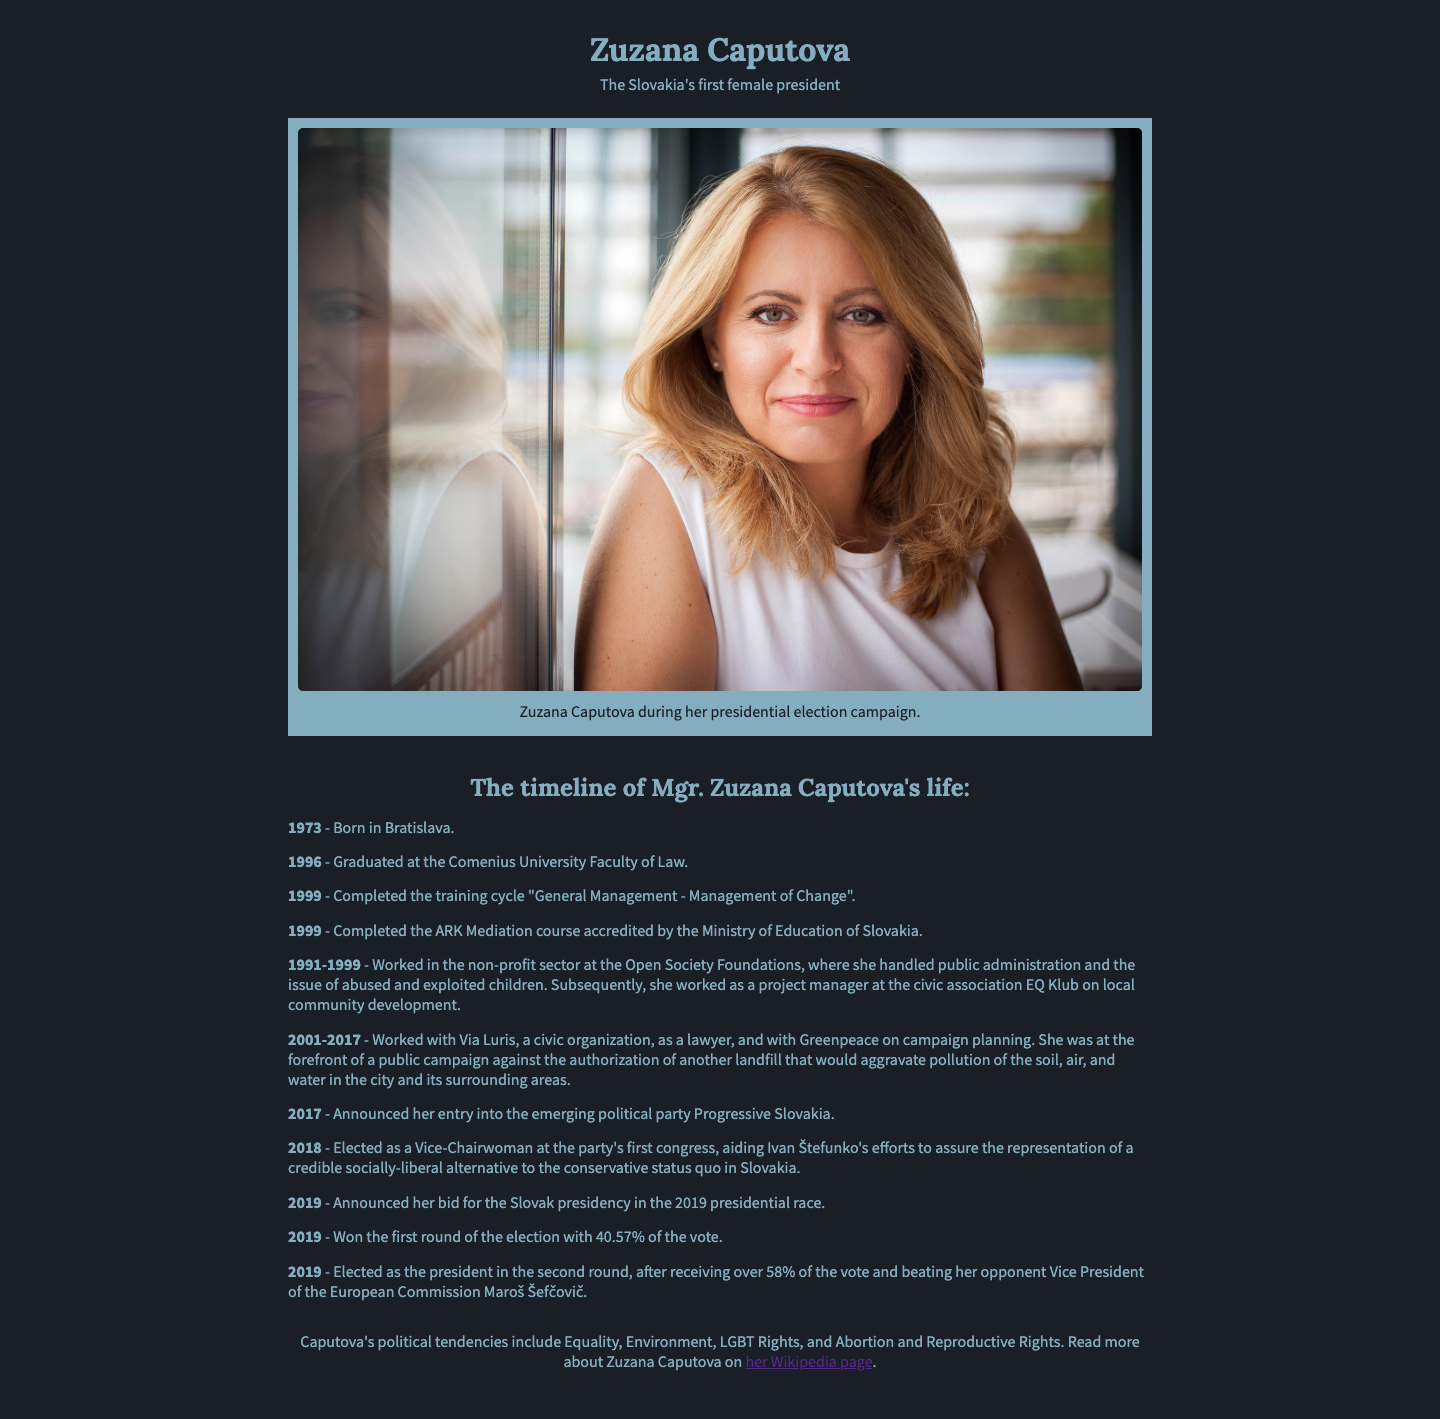 Zuzana Caputova
The Slovakia's first female president
Zuzana Caputova during her presidential election campaign.
The timeline of Mgr. Zuzana Caputova's life:
1973 - Born in Bratislava.
1996 - Graduated at the Comenius University Faculty of Law.
1999 - Completed the training cycle "General Management - Management of Change".
1999 - Completed the ARK Mediation course accredited by the Ministry of Education of Slovakia.
1991-1999 - Worked in the non-profit sector at the Open Society Foundations, where she handled public administration and the
issue of abused and exploited children. Subsequently, she worked as a project manager at the civic association EQ Klub on local
community development.
2001-2017 - Worked with Via Luris, a civic organization, as a lawyer, and with Greenpeace on campaign planning. She was at the
forefront of a public campaign against the authorization of another landfill that would aggravate pollution of the soil, air, and
water in the city and its surrounding areas.
2017 - Announced her entry into the emerging political party Progressive Slovakia.
2018 - Elected as a Vice-Chairwoman at the party's first congress, aiding Ivan Štefunko's efforts to assure the representation of a
credible socially-liberal alternative to the conservative status quo in Slovakia.
2019 - Announced her bid for the Slovak presidency in the 2019 presidential race.
2019 - Won the first round of the election with 40.57% of the vote.
2019 - Elected as the president in the second round, after receiving over 58% of the vote and beating her opponent Vice President
of the European Commission Maroš Šefčovič.
Caputova's political tendencies include Equality, Environment, LGBT Rights, and Abortion and Reproductive Rights. Read more
about Zuzana Caputova on her Wikipedia page.